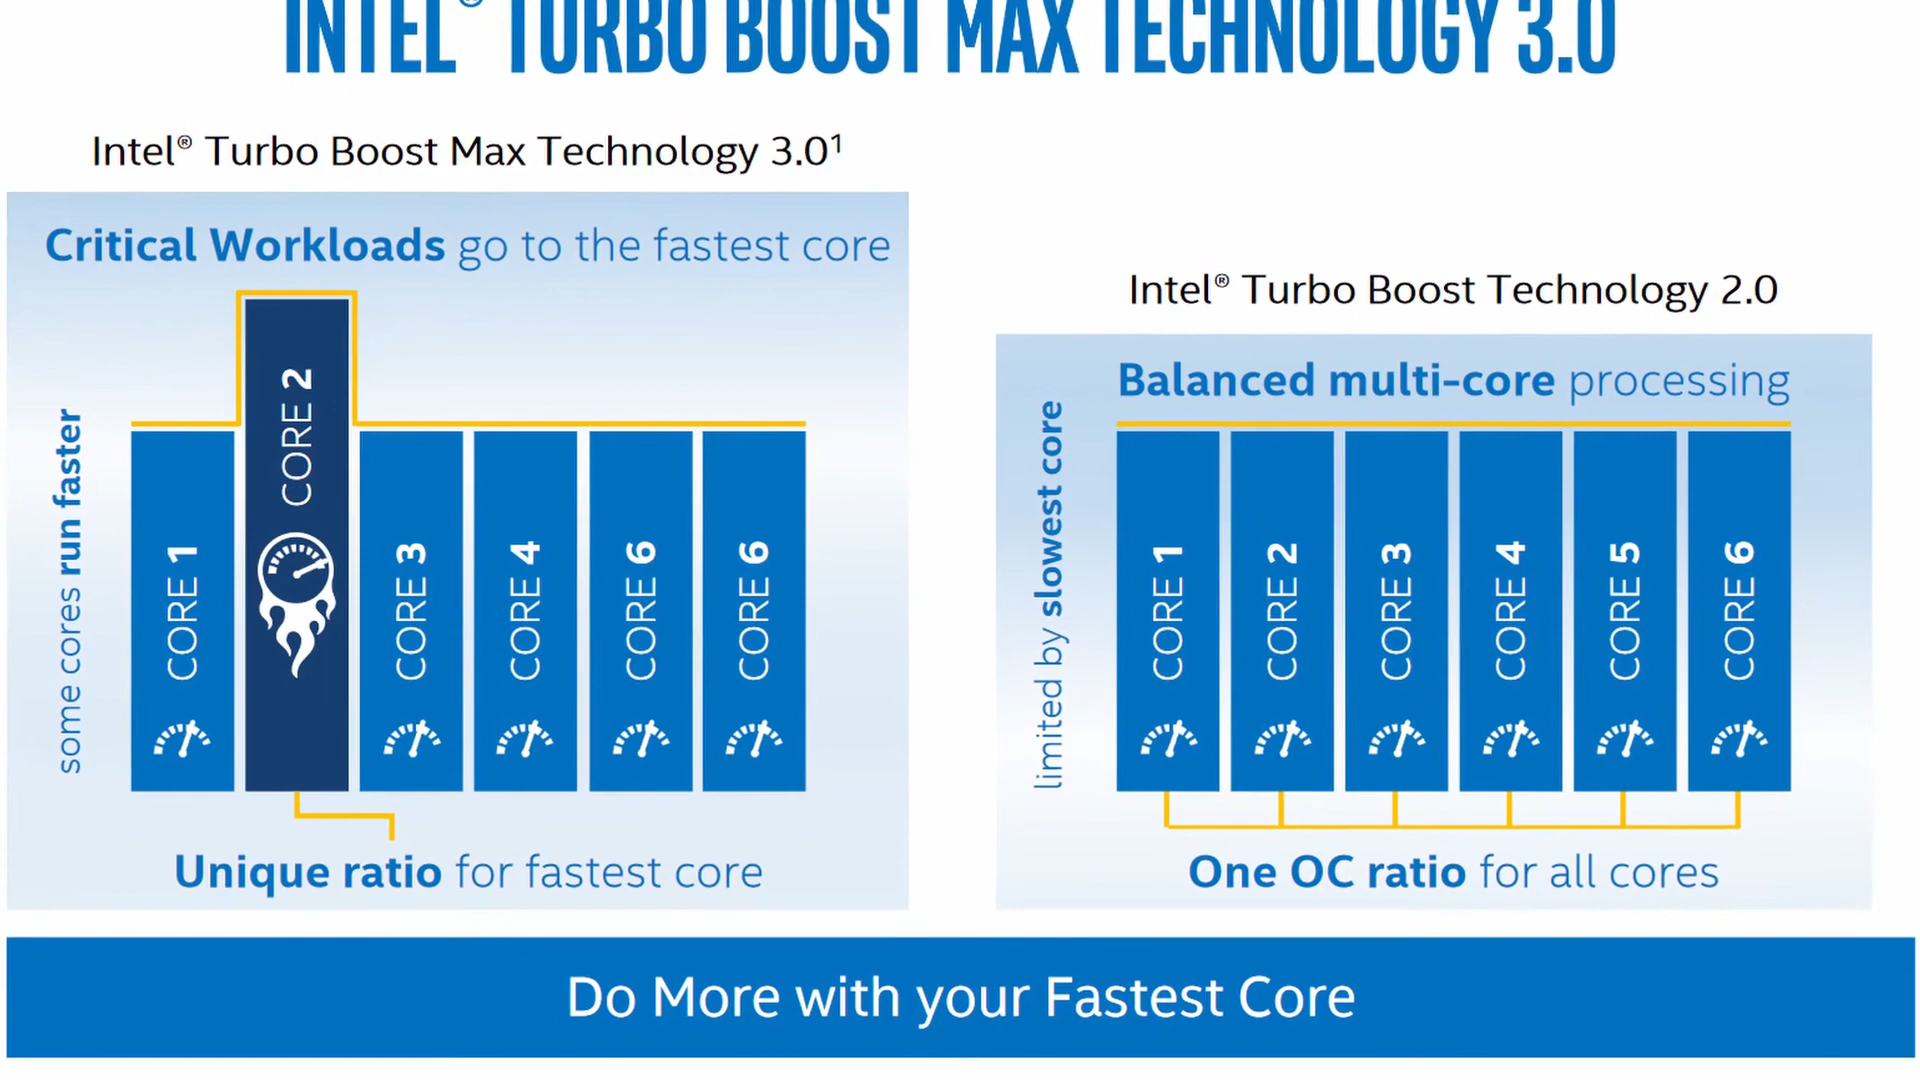 INTEL® TURBO BOOST MAX TECHNOLOGY 3.0
Intel® Turbo Boost Max Technology 3.0¹
Critical Workloads go to the fastest core
some cores run faster
CORE 1
CORE 2
CORE 3
CORE 4
CORE 6
CORE 6
Unique ratio for fastest core
Intel® Turbo Boost Technology 2.0
Balanced multi-core processing
limited by slowest core
CORE 1
CORE 2
CORE 3
CORE 4
CORE 5
CORE 6
One OC ratio for all cores
Do More with your Fastest Core